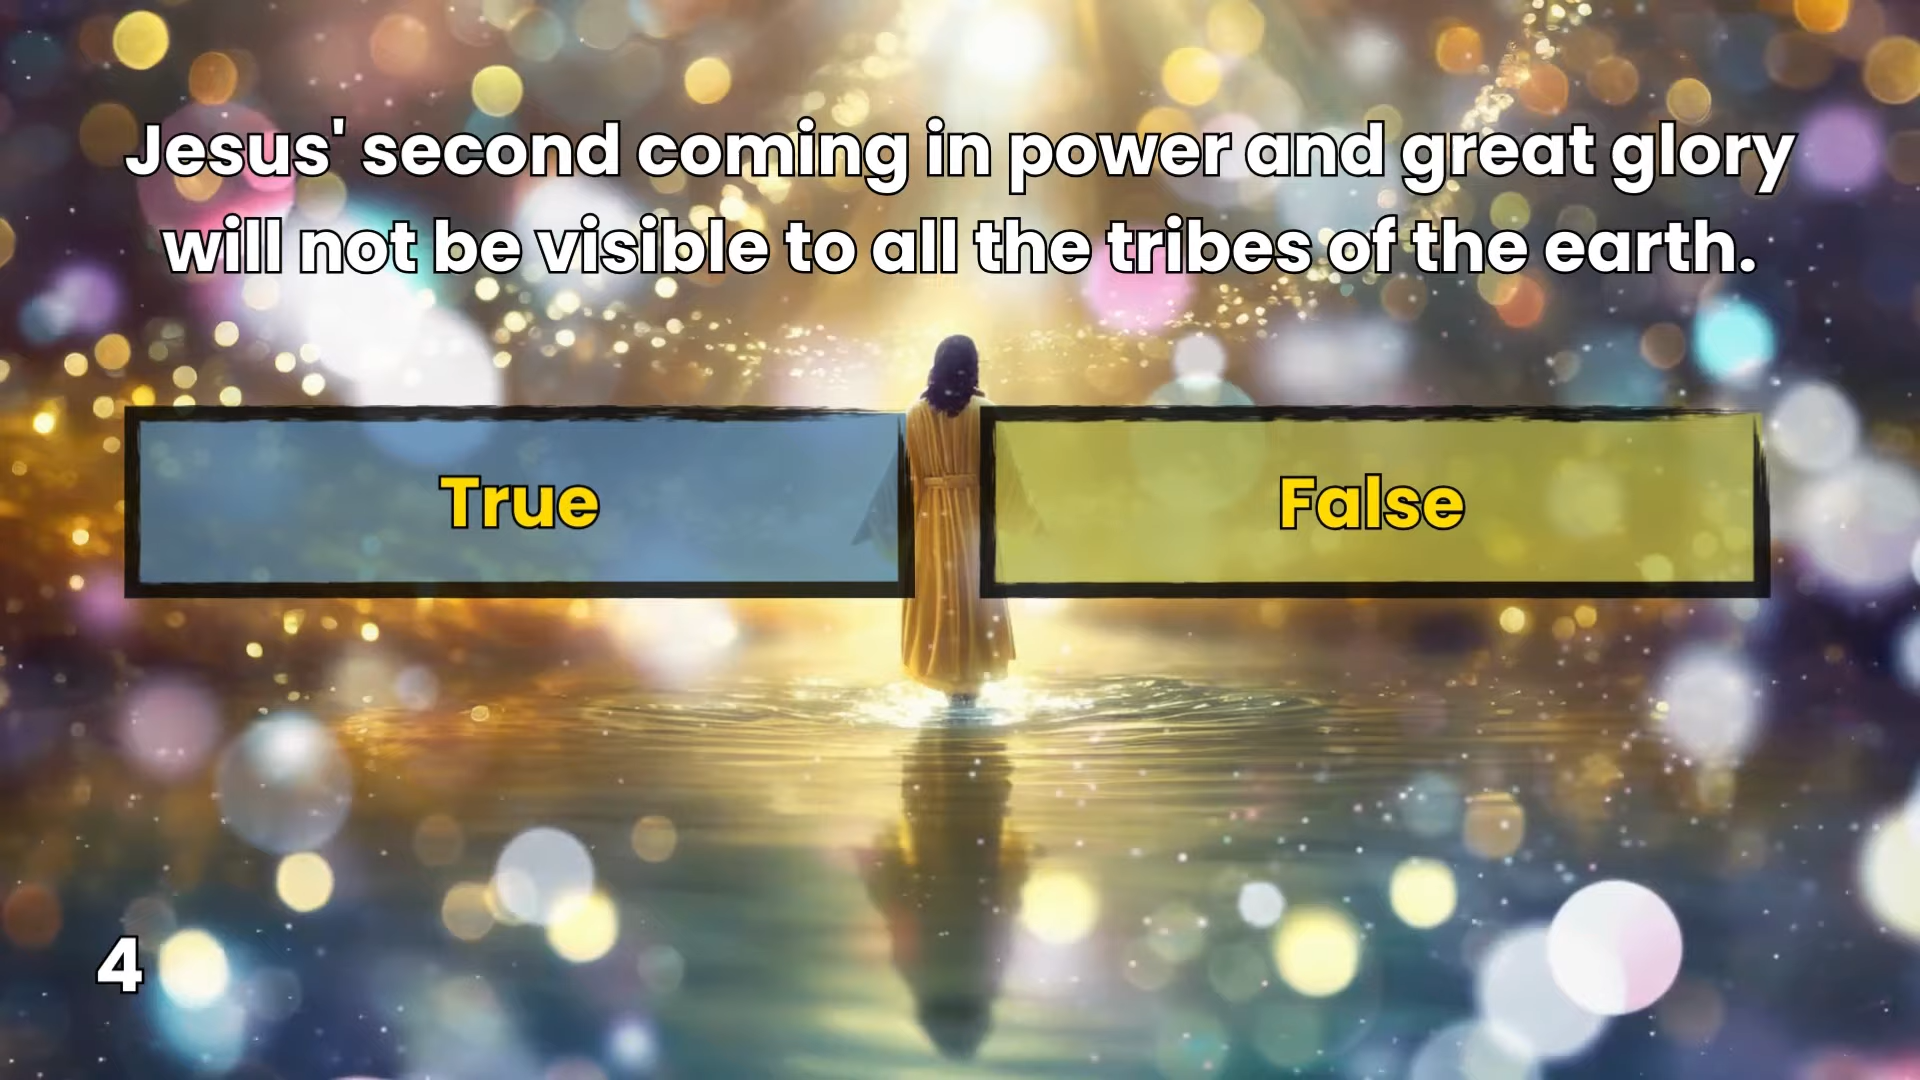 Jesus' second coming in power and great glory
will not be visible to all the tribes of the earth.
True
False
4